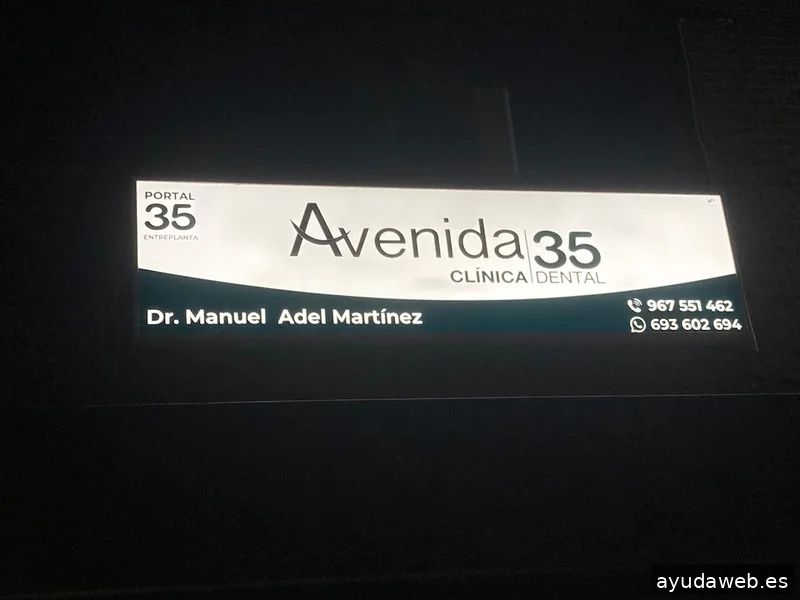 PORTAL
35
ENTREPLANTA
Avenida 35
CLÍNICA DENTAL
Dr. Manuel Adel Martínez
967 551 462
693 602 694
ayudaweb.es